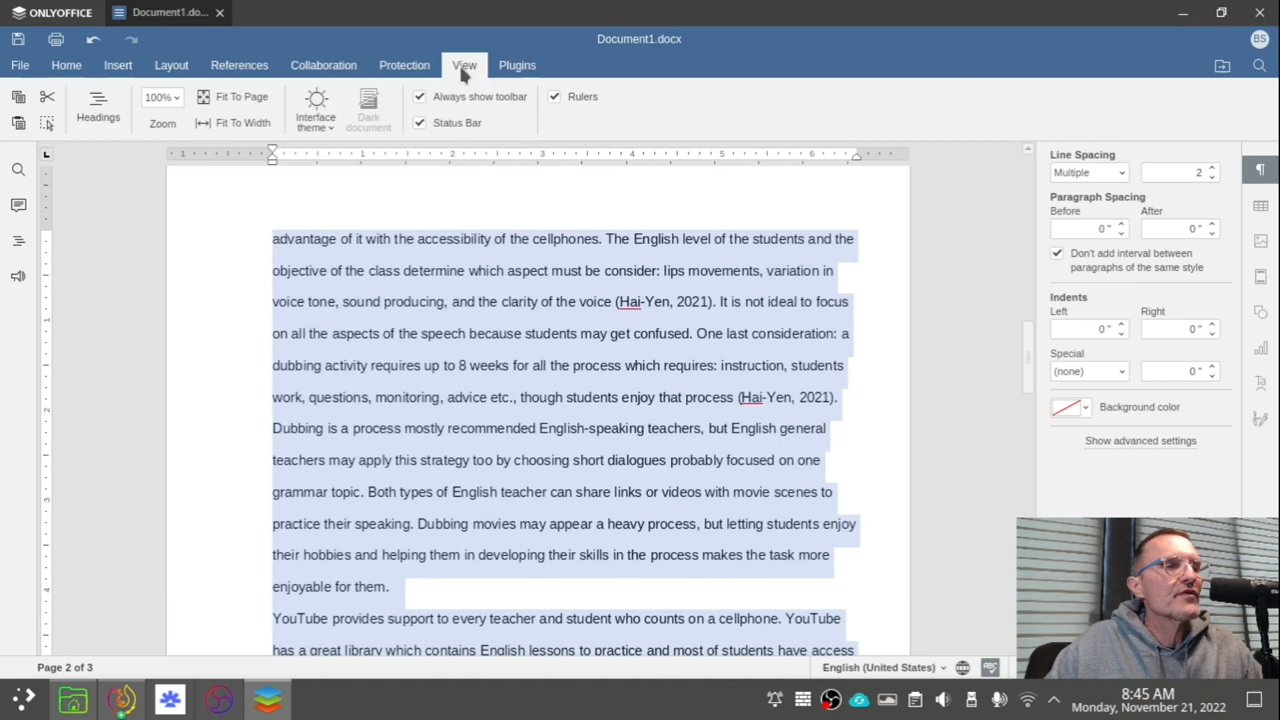 ONLYOFFICE
Document1.do...
Document1.docx
BS
File Home Insert Layout References Collaboration Protection View Plugins
Headings
100%
Zoom
Fit To Page
Fit To Width
Interface theme
Dark document
Always show toolbar
Status Bar
Rulers
1 1 2 3 4 5 6
1
2
3
4
advantage of it with the accessibility of the cellphones. The English level of the students and the
objective of the class determine which aspect must be consider: lips movements, variation in
voice tone, sound producing, and the clarity of the voice (Hai-Yen, 2021). It is not ideal to focus
on all the aspects of the speech because students may get confused. One last consideration: a
dubbing activity requires up to 8 weeks for all the process which requires: instruction, students
work, questions, monitoring, advice etc., though students enjoy that process (Hai-Yen, 2021).
Dubbing is a process mostly recommended English-speaking teachers, but English general
teachers may apply this strategy too by choosing short dialogues probably focused on one
grammar topic. Both types of English teacher can share links or videos with movie scenes to
practice their speaking. Dubbing movies may appear a heavy process, but letting students enjoy
their hobbies and helping them in developing their skills in the process makes the task more
enjoyable for them.
YouTube provides support to every teacher and student who counts on a cellphone. YouTube
has a great library which contains English lessons to practice and most of students have access
Line Spacing
Multiple 2
Paragraph Spacing
Before After
0 " 0 "
Don't add interval between
paragraphs of the same style
Indents
Left Right
0 " 0 "
Special
(none) 0 "
Background color
Show advanced settings
Page 2 of 3
English (United States)
ABC
8:45 AM
Monday, November 21, 2022